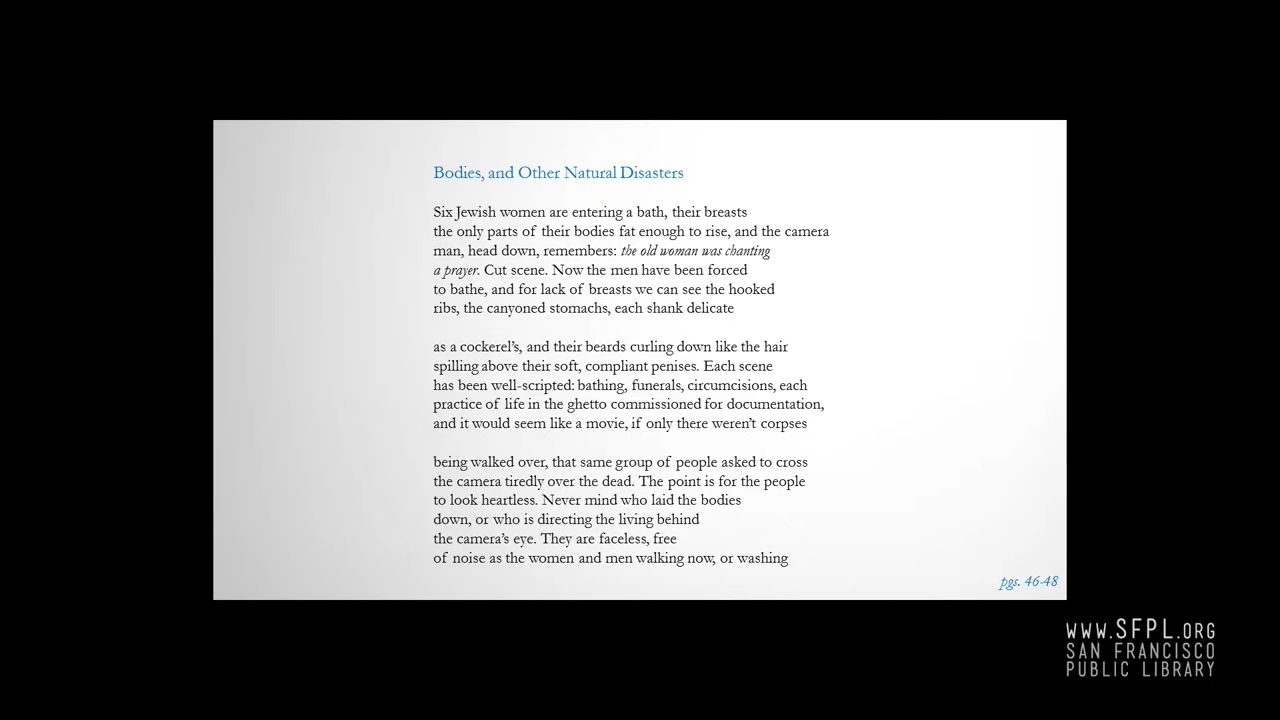 Bodies, and Other Natural Disasters
Six Jewish women are entering a bath, their breasts
the only parts of their bodies fat enough to rise, and the camera
man, head down, remembers: the old woman was chanting
a prayer. Cut scene. Now the men have been forced
to bathe, and for lack of breasts we can see the hooked
ribs, the canyoned stomachs, each shank delicate
as a cockerel's, and their beards curling down like the hair
spilling above their soft, compliant penises. Each scene
has been well-scripted: bathing, funerals, circumcisions, each
practice of life in the ghetto commissioned for documentation,
and it would seem like a movie, if only there weren't corpses
being walked over, that same group of people asked to cross
the camera tiredly over the dead. The point is for the people
to look heartless. Never mind who laid the bodies
down, or who is directing the living behind
the camera's eye. They are faceless, free
of noise as the women and men walking now, or washing
pgs. 46-48
WWW.SFPL.ORG
SAN FRANCISCO
PUBLIC LIBRARY